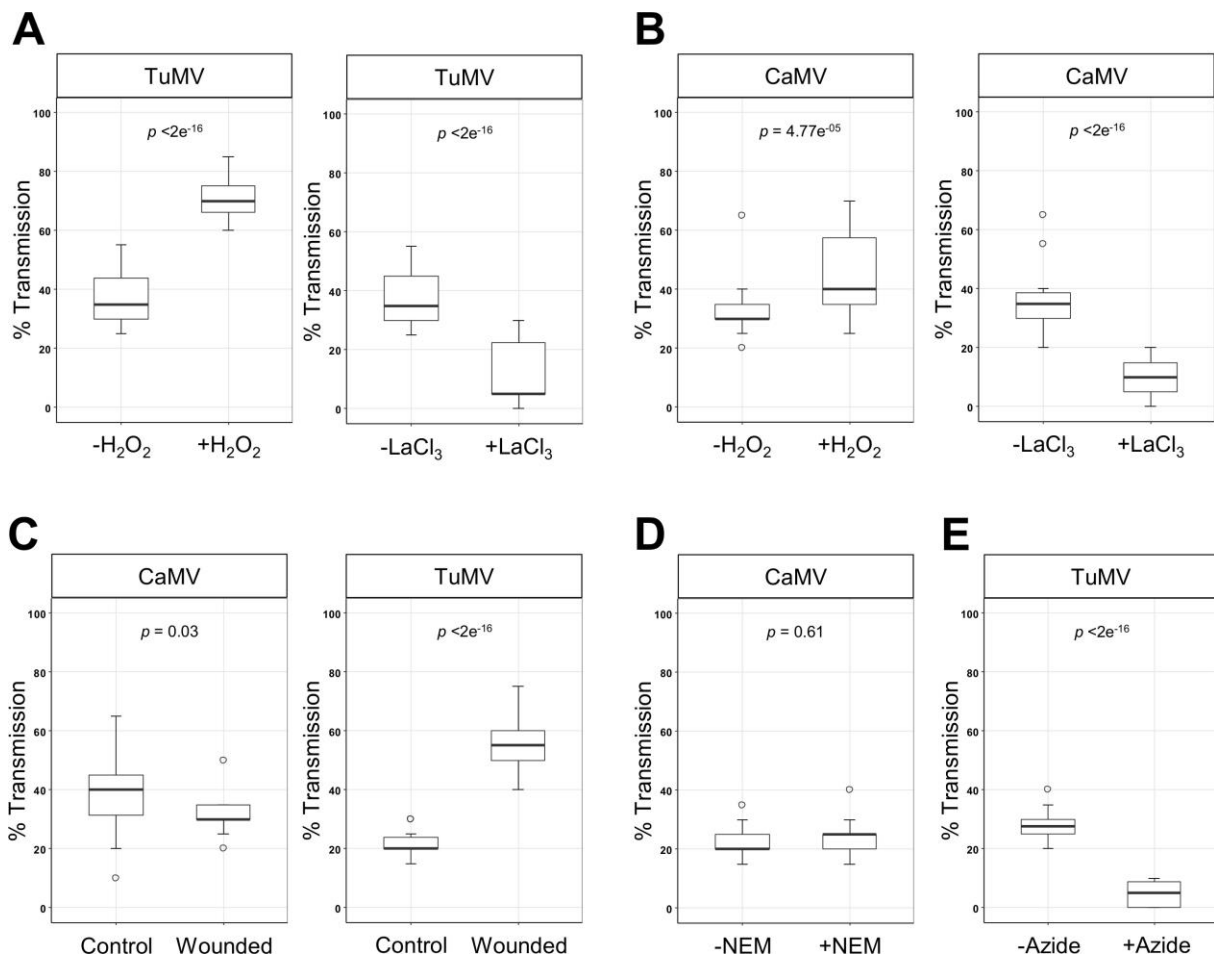 A
TuMV
% Transmission
100
80
60
40
20
0
p <2e-16
-H2O2 +H2O2
TuMV
% Transmission
100
80
60
40
20
0
p <2e-16
-LaCl3 +LaCl3
B
CaMV
% Transmission
100
80
60
40
20
0
p = 4.77e-05
-H2O2 +H2O2
CaMV
% Transmission
100
80
60
40
20
0
p <2e-16
-LaCl3 +LaCl3
C
CaMV
% Transmission
100
80
60
40
20
0
p = 0.03
Control Wounded
TuMV
% Transmission
100
80
60
40
20
0
p <2e-16
Control Wounded
D
CaMV
% Transmission
100
80
60
40
20
0
p = 0.61
-NEM +NEM
E
TuMV
% Transmission
100
80
60
40
20
0
p <2e-16
-Azide +Azide